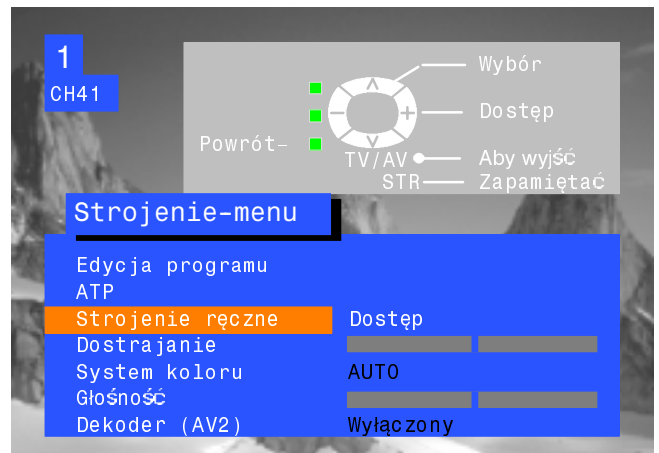 1
CH41
Wybór
Dostęp
Powrót-
TV/AV Aby wyjść
STR Zapamiętać
Strojenie-menu
Edycja programu
ATP
Strojenie ręczne Dostęp
Dostrajanie
System koloru AUTO
Głośność
Dekoder (AV2) Wyłączony